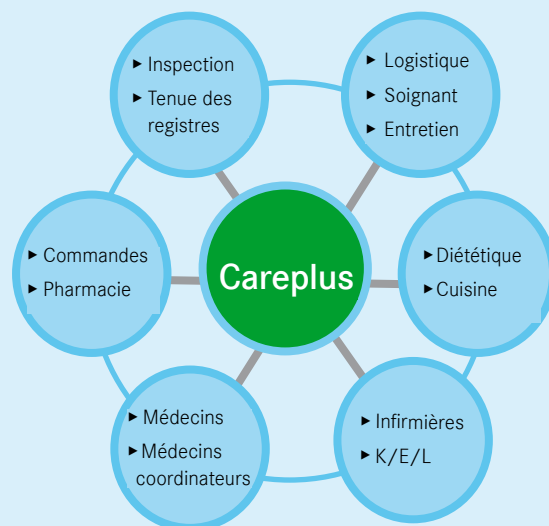 ► Inspection
► Tenue des
registres
► Logistique
► Soignant
► Entretien
► Commandes
► Pharmacie
Careplus
► Diététique
► Cuisine
► Médecins
► Médecins
coordinateurs
► Infirmières
► K/E/L